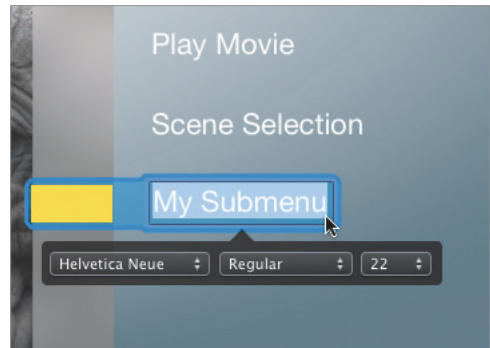 Play Movie
Scene Selection
My Submenu
Helvetica Neue Regular 22